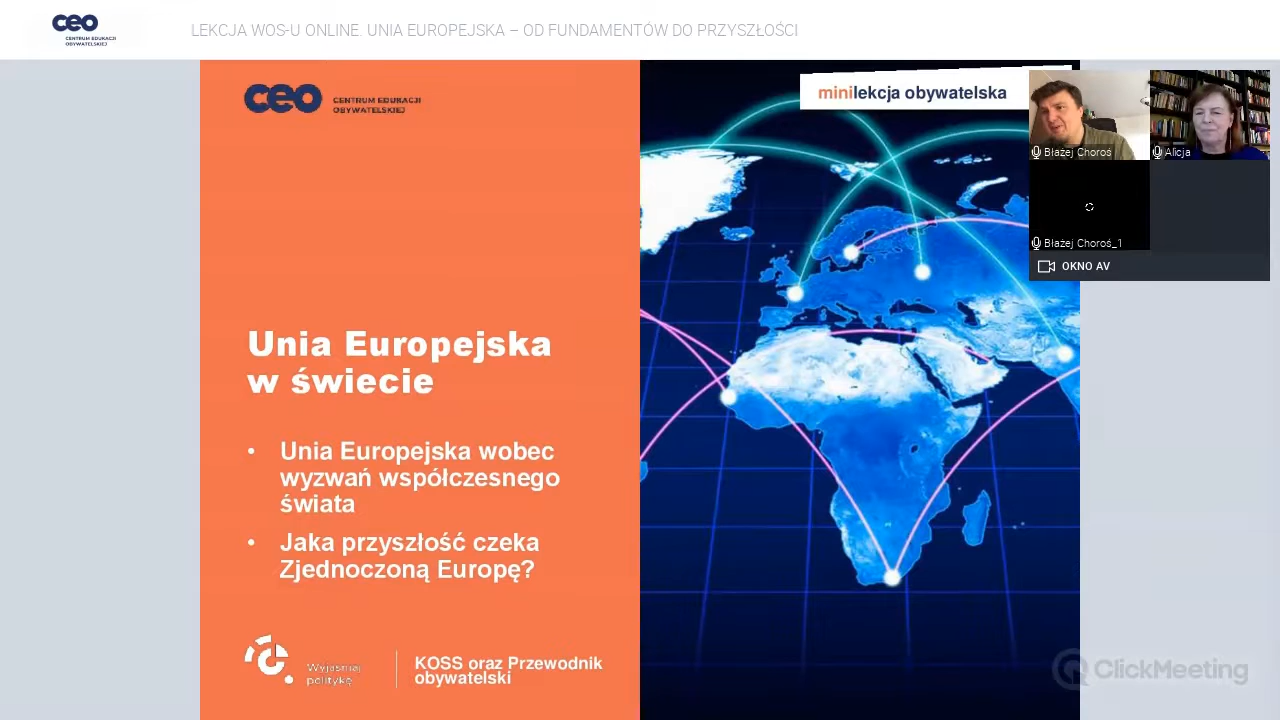 ceo
CENTRUM EDUKACJI
OBYWATELSKIEJ
LEKCJA WOS-U ONLINE. UNIA EUROPEJSKA – OD FUNDAMENTÓW DO PRZYSZŁOŚCI
ceo
CENTRUM EDUKACJI
OBYWATELSKIEJ
minilekcja obywatelska
Błażej Choroś
Alicja
Błażej Choroś_1
OKNO AV
Unia Europejska
w świecie
• Unia Europejska wobec
wyzwań współczesnego
świata
• Jaka przyszłość czeka
Zjednoczoną Europę?
Wyjaśniaj
politykę
KOSS oraz Przewodnik
obywatelski
ClickMeeting